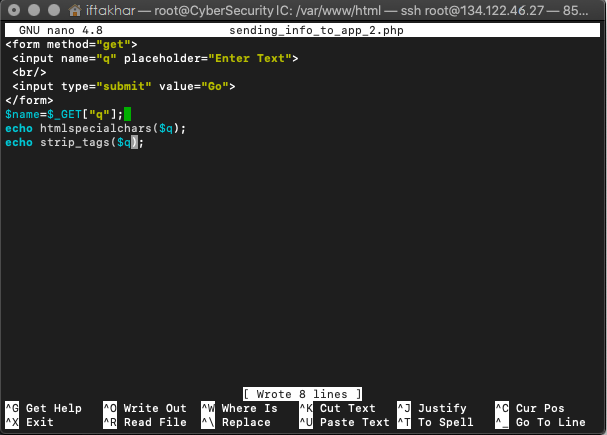 iftakhar — root@CyberSecurityIC: /var/www/html — ssh root@134.122.46.27 — 85...
GNU nano 4.8 sending_info_to_app_2.php
<form method="get">
<input name="q" placeholder="Enter Text">
<br/>
<input type="submit" value="Go">
</form>
$name=$_GET["q"];
echo htmlspecialchars($q);
echo strip_tags($q);
[ Wrote 8 lines ]
^G Get Help ^O Write Out ^W Where Is ^K Cut Text ^J Justify ^C Cur Pos
^X Exit ^R Read File ^\ Replace ^U Paste Text ^T To Spell ^_ Go To Line